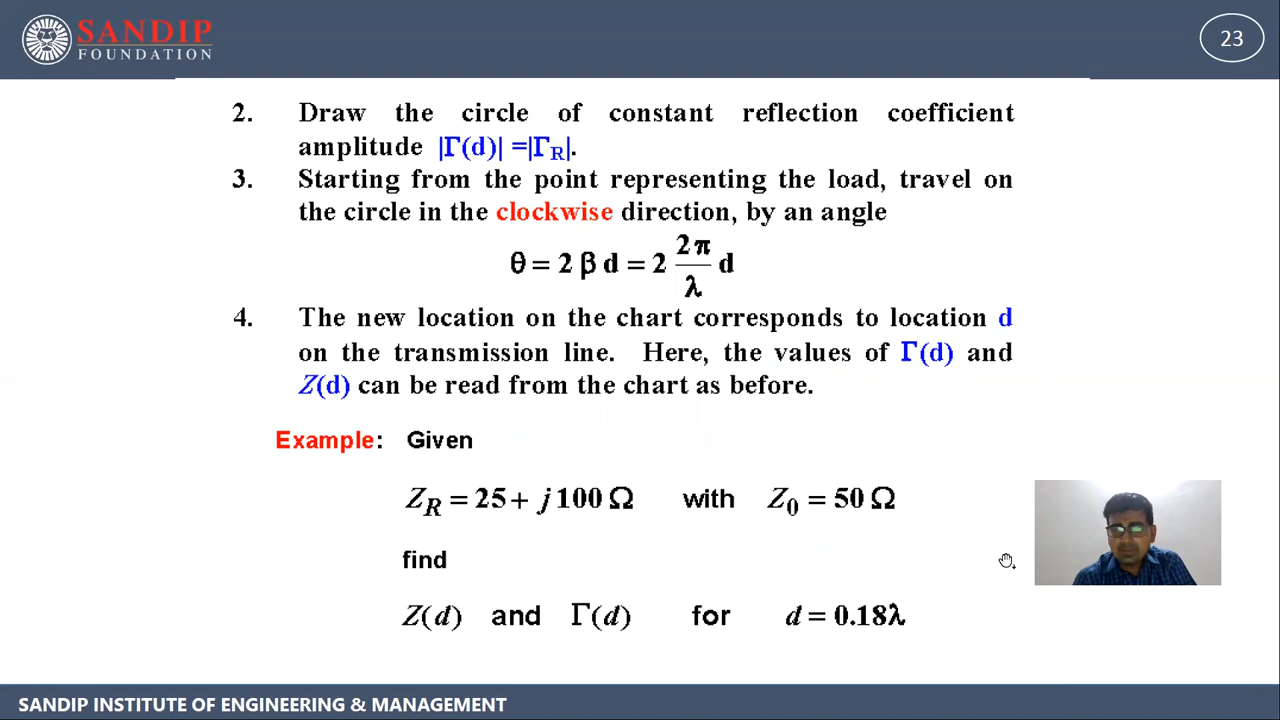 SANDIP
FOUNDATION
23
2. Draw the circle of constant reflection coefficient
amplitude |Γ(d)| =|Γ_R|.
3. Starting from the point representing the load, travel on
the circle in the clockwise direction, by an angle
θ = 2 β d = 2 \frac{2π}{λ} d
4. The new location on the chart corresponds to location d
on the transmission line. Here, the values of Γ(d) and
Z(d) can be read from the chart as before.
Example: Given
Z_R = 25 + j 100 Ω with Z_0 = 50 Ω
find
Z(d) and Γ(d) for d = 0.18λ
SANDIP INSTITUTE OF ENGINEERING & MANAGEMENT